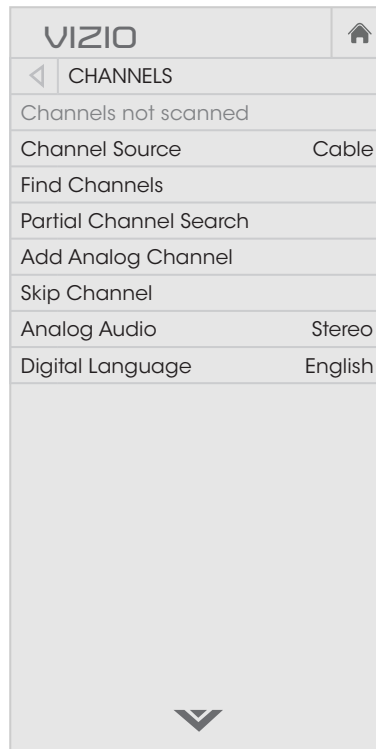 VIZIO
CHANNELS
Channels not scanned
Channel Source Cable
Find Channels
Partial Channel Search
Add Analog Channel
Skip Channel
Analog Audio Stereo
Digital Language English